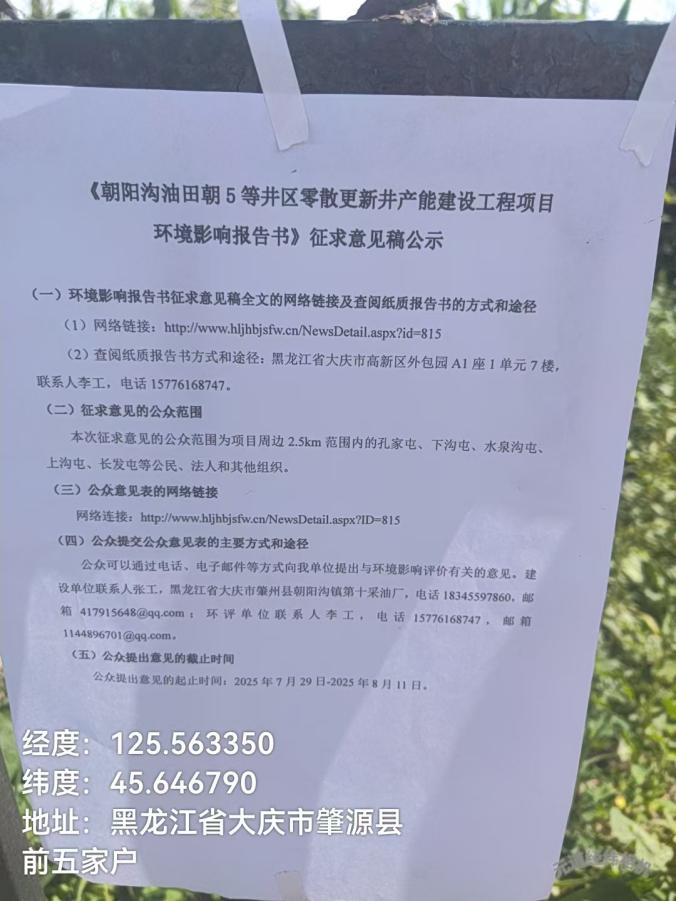 《朝阳沟油田朝5等井区零散更新井产能建设工程项目
环境影响报告书》征求意见稿公示
（一）环境影响报告书征求意见稿全文的网络链接及查阅纸质报告书的方式和途径
（1）网络链接：http://www.hljhbjsfw.cn/NewsDetail.aspx?id=815
（2）查阅纸质报告书方式和途径：黑龙江省大庆市高新区外包园A1座1单元7楼，
联系人李工，电话15776168747。
（二）征求意见的公众范围
本次征求意见的公众范围为项目周边2.5km范围内的孔家屯、下沟屯、水泉沟屯、
上沟屯、长发屯等公民、法人和其他组织。
（三）公众意见表的网络链接
网络连接：http://www.hljhbjsfw.cn/NewsDetail.aspx?ID=815
（四）公众提交公众意见表的主要方式和途径
公众可以通过电话、电子邮件等方式向我单位提出与环境影响评价有关的意见。建
设单位联系人张工，黑龙江省大庆市肇州县朝阳沟镇第十采油厂，电话18345597860，邮
箱417915648@qq.com；环评单位联系人李工，电话15776168747，邮箱
1144896701@qq.com。
（五）公众提出意见的截止时间
公众提出意见的起止时间：2025年7月29日-2025年8月11日。
经度：125.563350
纬度：45.646790
地址：黑龙江省大庆市肇源县
前五家户